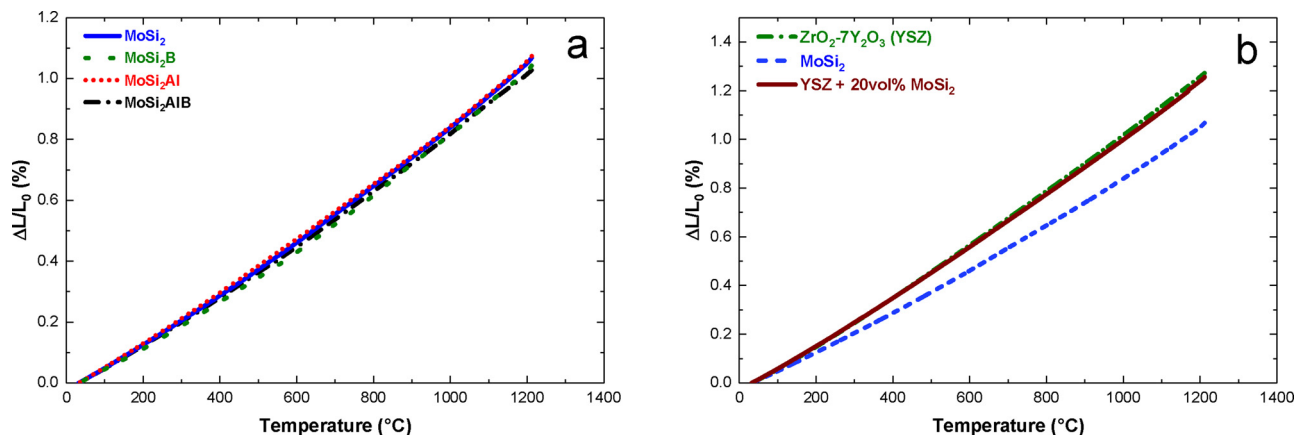 a
MoSi₂
MoSi₂B
MoSi₂Al
MoSi₂AlB
1.2
1.0
0.8
0.6
0.4
0.2
0.0
ΔL/L₀ (%)
0 200 400 600 800 1000 1200 1400
Temperature (°C)
b
ZrO₂-7Y₂O₃ (YSZ)
MoSi₂
YSZ + 20vol% MoSi₂
1.4
1.2
1.0
0.8
0.6
0.4
0.2
0.0
ΔL/L₀ (%)
0 200 400 600 800 1000 1200 1400
Temperature (°C)